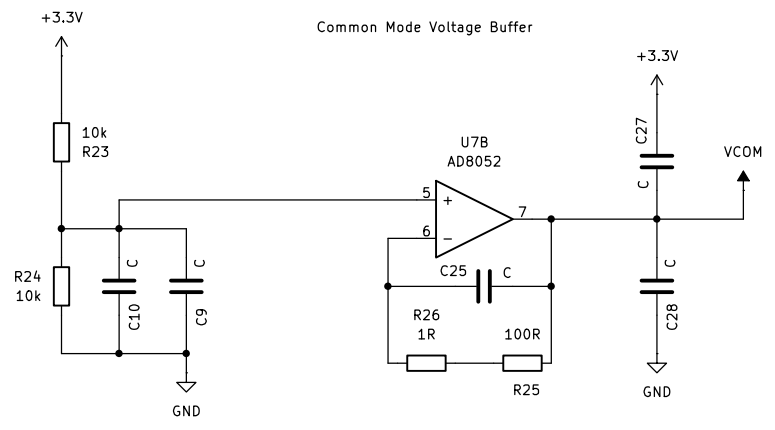 +3.3V
Common Mode Voltage Buffer
+3.3V
10k
R23
C27
C
U7B
AD8052
VCOM
5
+
7
6
−
R24
10k
C
C10
C
C9
C25
C
C
C28
R26
1R
100R
R25
GND
GND